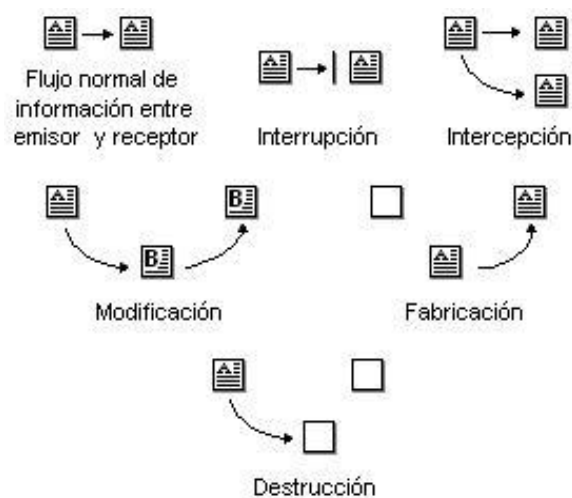 A A
Flujo normal de
información entre
emisor y receptor
A A
Interrupción
A A
A
Intercepción
A B
B
Modificación
A
A
Fabricación
A
Destrucción